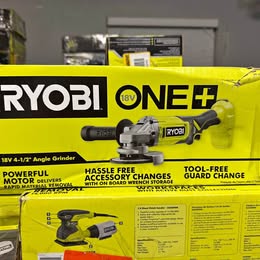 RYOBI 18V ONE+
RYOBI
18V 4-1/2" Angle Grinder
POWERFUL
MOTOR DELIVERS
RAPID MATERIAL REMOVAL
HASSLE FREE
ACCESSORY CHANGES
WITH ON BOARD WRENCH STORAGE
TOOL-FREE
GUARD CHANGE
WORKSPACES